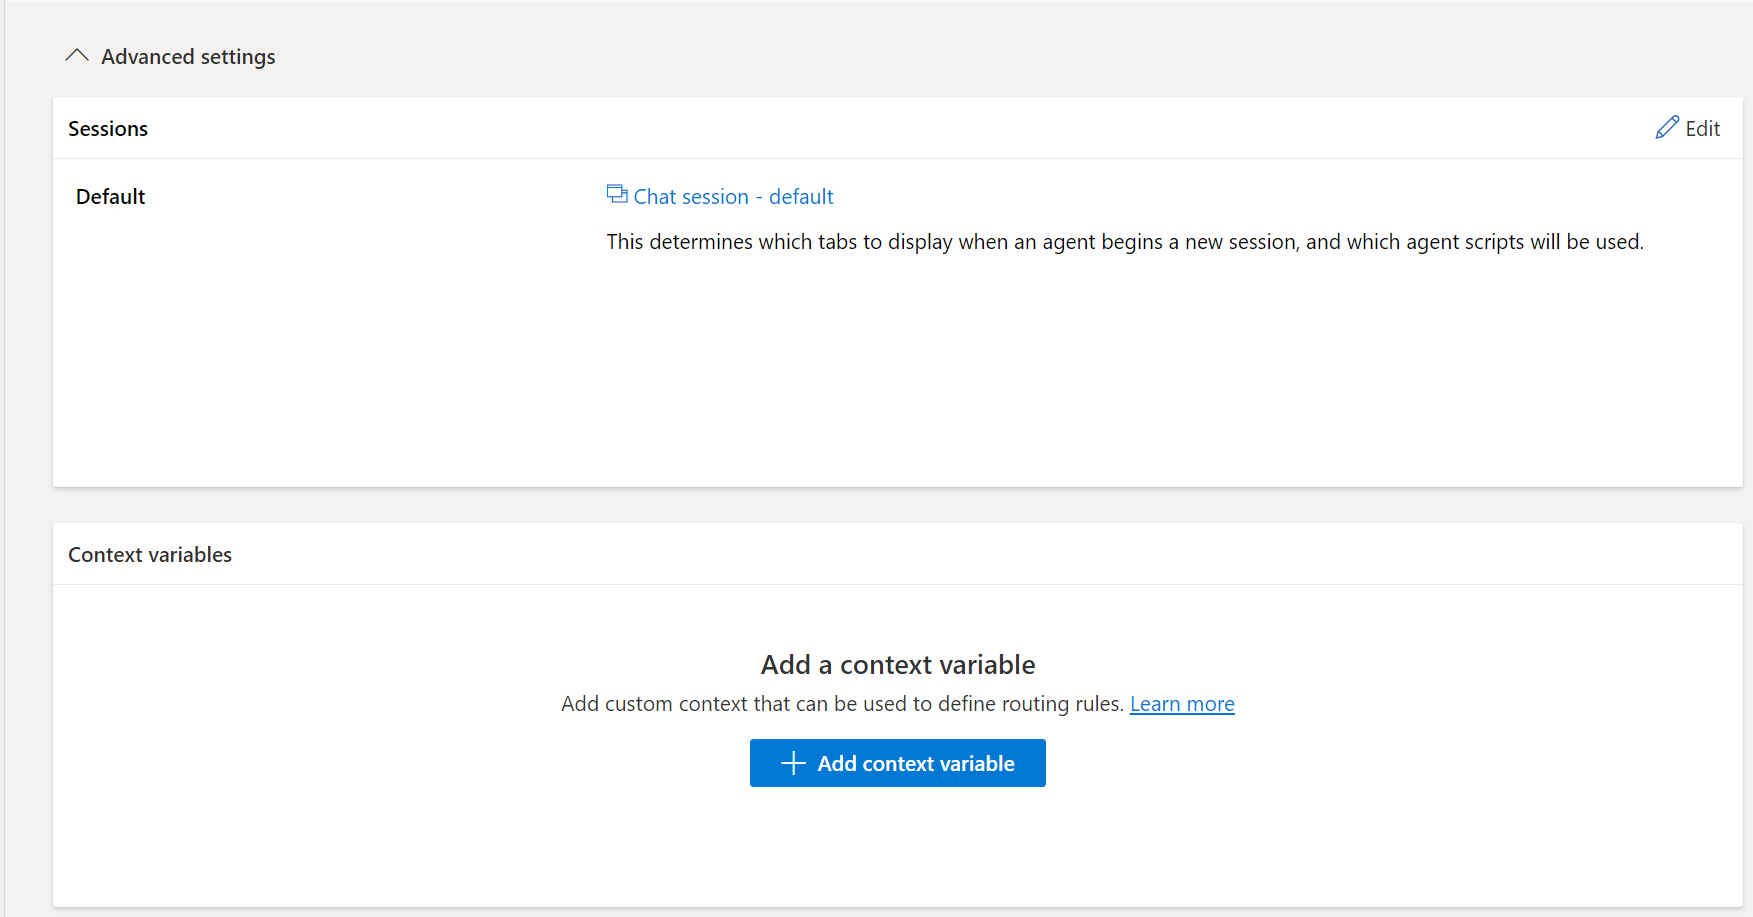 Advanced settings
Sessions
Edit
Default
Chat session - default
This determines which tabs to display when an agent begins a new session, and which agent scripts will be used.
Context variables
Add a context variable
Add custom context that can be used to define routing rules. Learn more
Add context variable